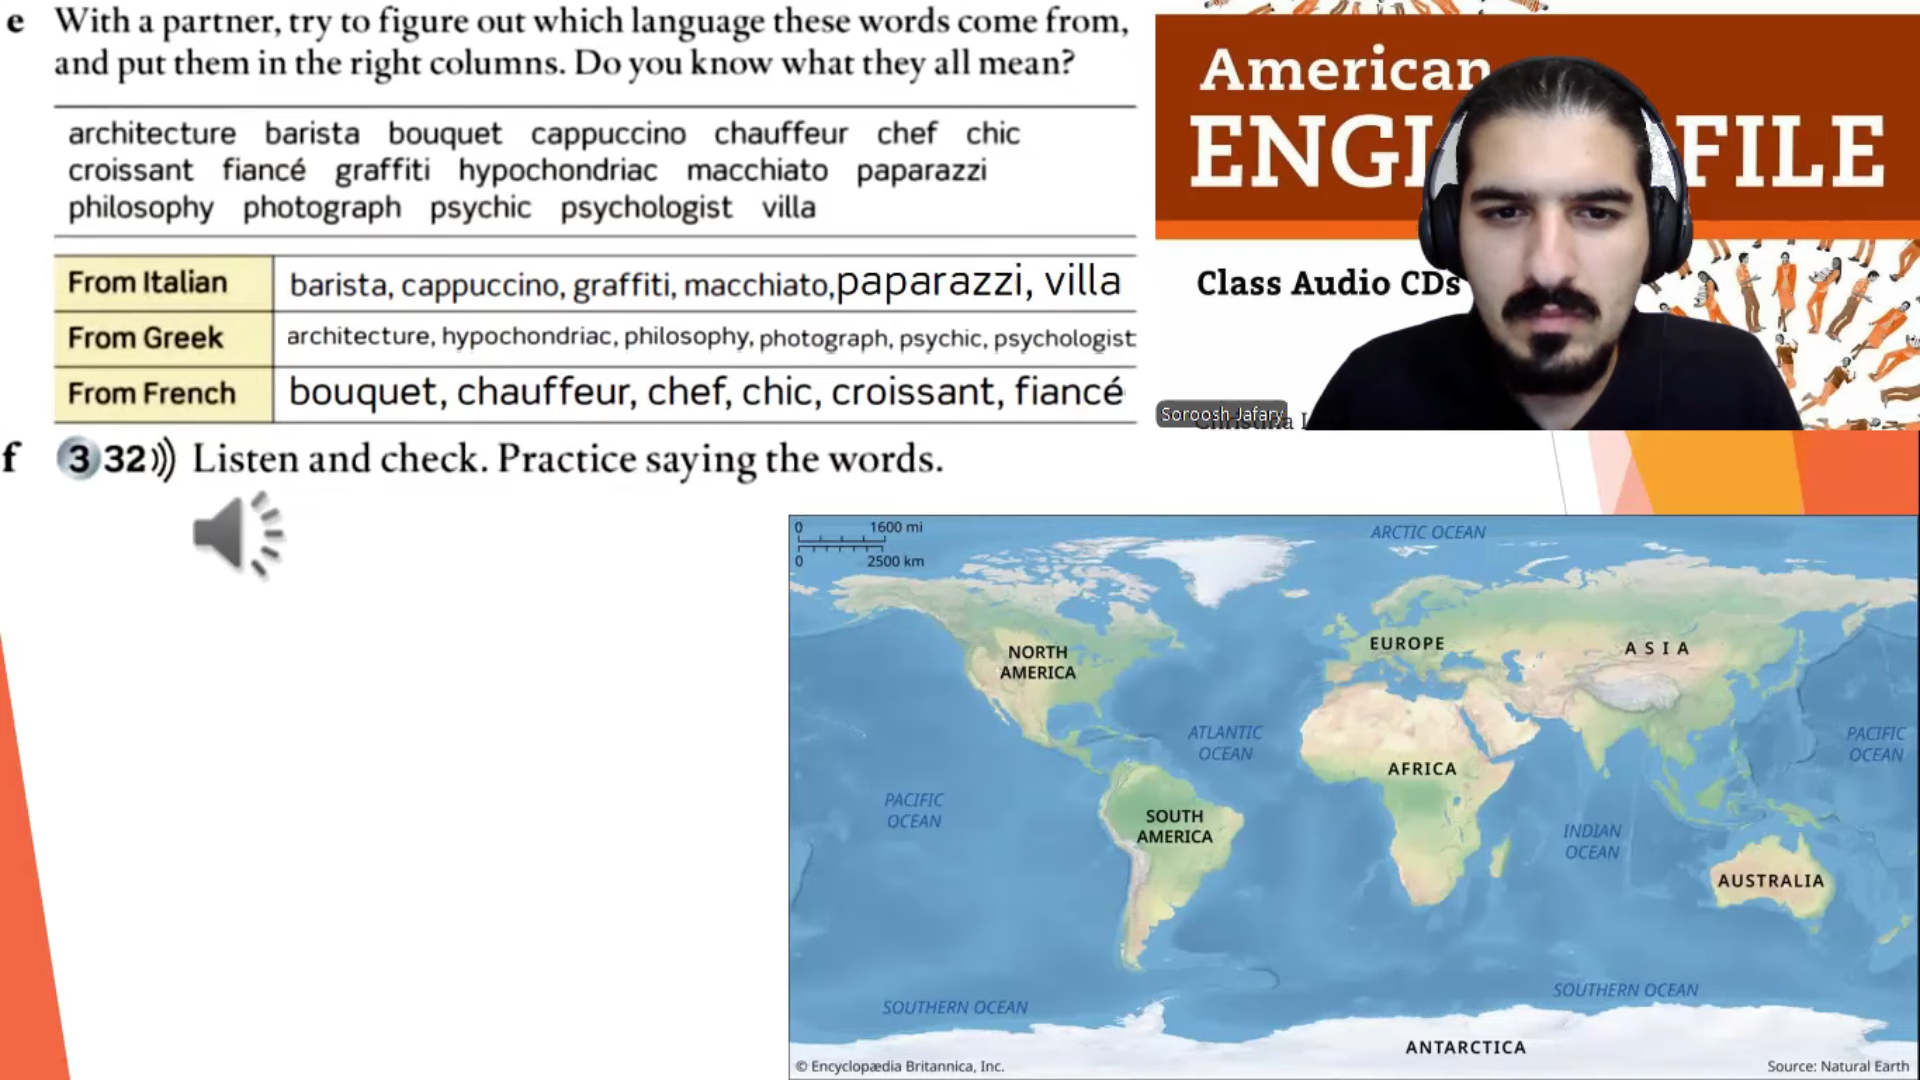 e With a partner, try to figure out which language these words come from,
and put them in the right columns. Do you know what they all mean?
architecture barista bouquet cappuccino chauffeur chef chic
croissant fiancé graffiti hypochondriac macchiato paparazzi
philosophy photograph psychic psychologist villa
From Italian barista, cappuccino, graffiti, macchiato, paparazzi, villa
From Greek architecture, hypochondriac, philosophy, photograph, psychic, psychologist
From French bouquet, chauffeur, chef, chic, croissant, fiancé
f 3 32))) Listen and check. Practice saying the words.
American
ENGL FILE
Class Audio CDs
Soroosh Jafary
0 1600 mi
0 2500 km
ARCTIC OCEAN
NORTH
AMERICA
EUROPE
ASIA
ATLANTIC
OCEAN
PACIFIC
OCEAN
AFRICA
PACIFIC
OCEAN
SOUTH
AMERICA
INDIAN
OCEAN
AUSTRALIA
SOUTHERN OCEAN
SOUTHERN OCEAN
ANTARCTICA
© Encyclopædia Britannica, Inc.
Source: Natural Earth